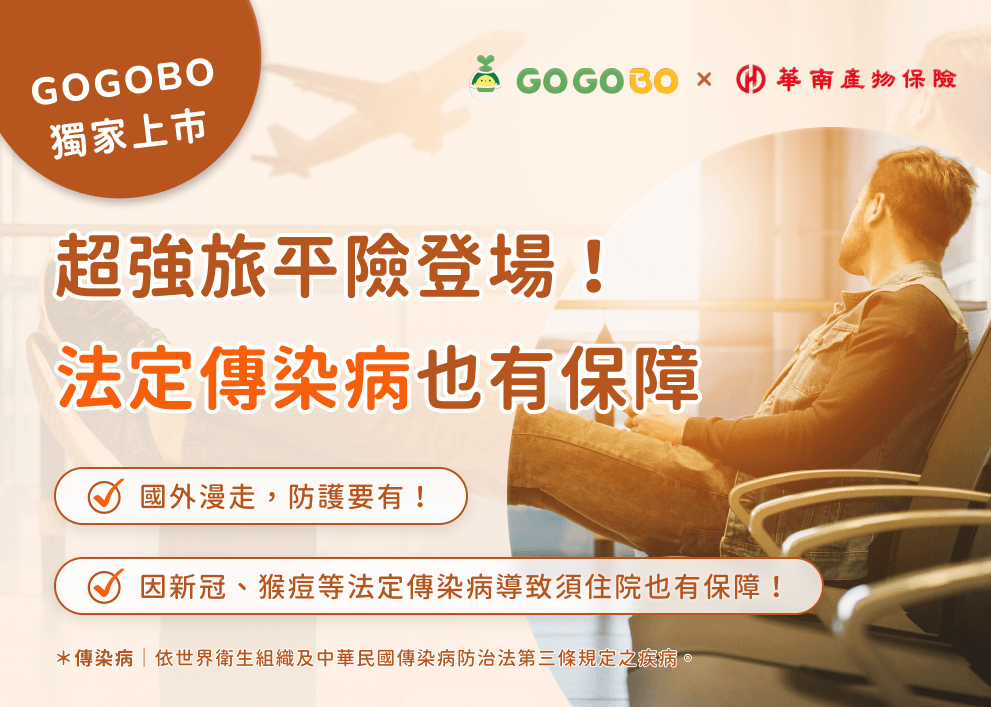 GOGOBO
獨家上市
GOGOBO × 華南產物保險
超強旅平險登場！
法定傳染病也有保障
國外漫走，防護要有！
因新冠、猴痘等法定傳染病導致須住院也有保障！
＊傳染病｜依世界衛生組織及中華民國傳染病防治法第三條規定之疾病。